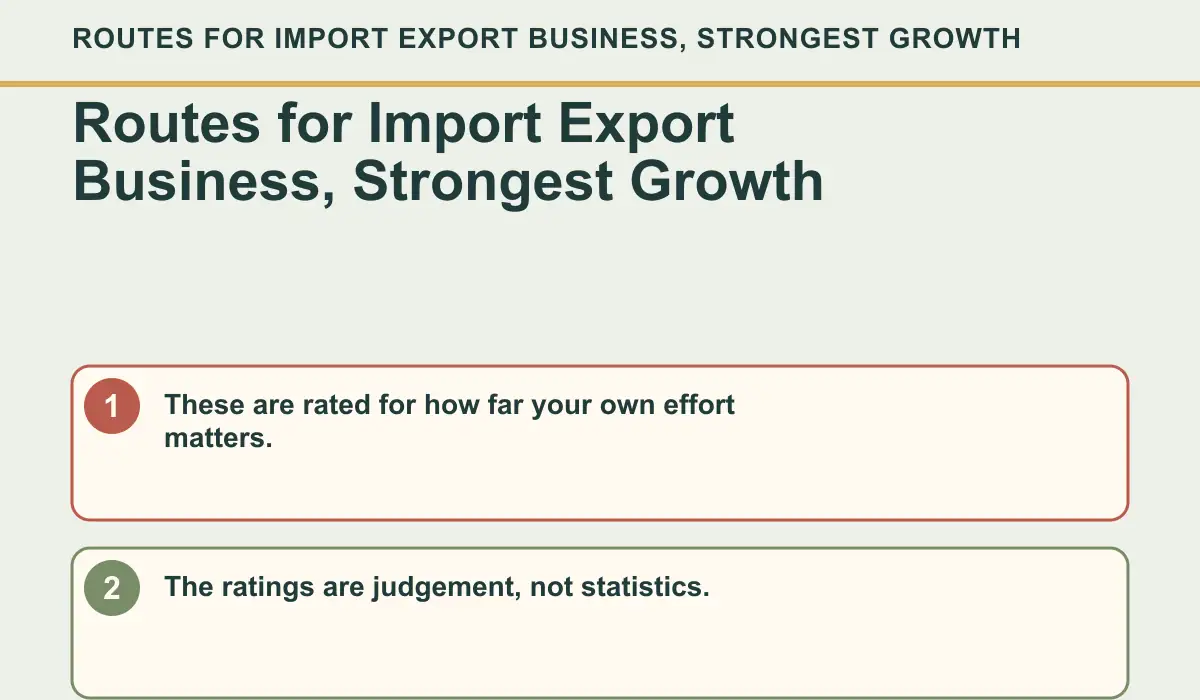 ROUTES FOR IMPORT EXPORT BUSINESS, STRONGEST GROWTH
Routes for Import Export
Business, Strongest Growth
1
These are rated for how far your own effort
matters.
2
The ratings are judgement, not statistics.